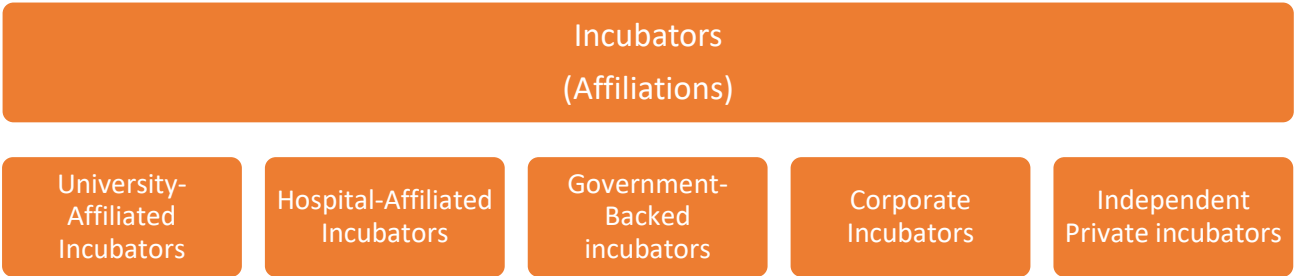 Incubators
(Affiliations)
University-
Affiliated
Incubators
Hospital-Affiliated
Incubators
Government-
Backed
incubators
Corporate
Incubators
Independent
Private incubators